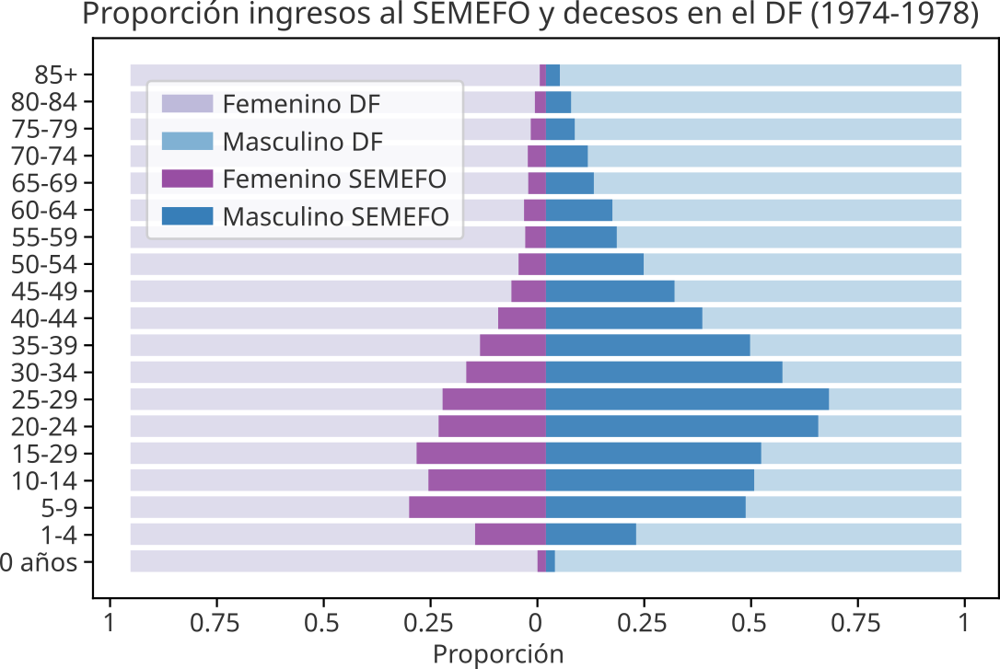 Proporción ingresos al SEMEFO y decesos en el DF (1974-1978)
85+
80-84
75-79
70-74
65-69
60-64
55-59
50-54
45-49
40-44
35-39
30-34
25-29
20-24
15-29
10-14
5-9
1-4
0 años
Femenino DF
Masculino DF
Femenino SEMEFO
Masculino SEMEFO
1 0.75 0.5 0.25 0 0.25 0.5 0.75 1
Proporción